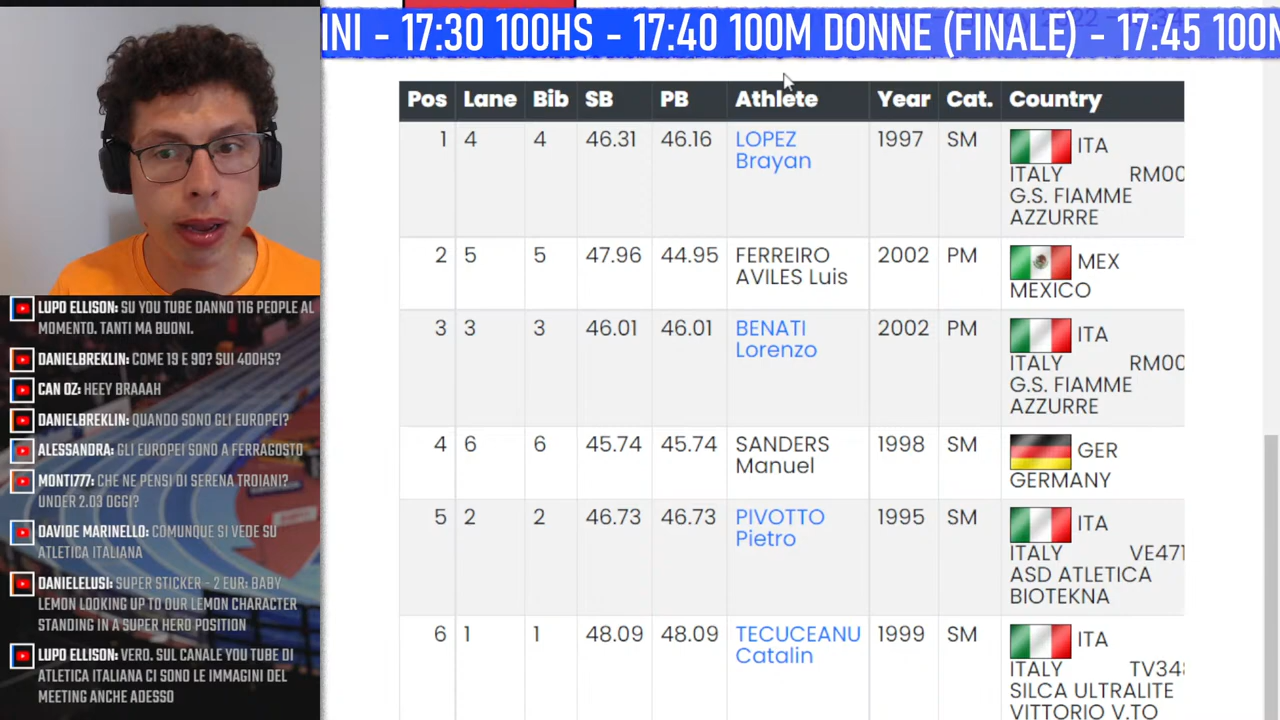 INI - 17:30 100HS - 17:40 100M DONNE (FINALE) - 17:45 100M
Pos Lane Bib SB PB Athlete Year Cat. Country
1 4 4 46.31 46.16 LOPEZ Brayan 1997 SM ITA
ITALY RM00
G.S. FIAMME
AZZURRE
2 5 5 47.96 44.95 FERREIRO AVILES Luis 2002 PM MEX
MEXICO
3 3 3 46.01 46.01 BENATI Lorenzo 2002 PM ITA
ITALY RM00
G.S. FIAMME
AZZURRE
4 6 6 45.74 45.74 SANDERS Manuel 1998 SM GER
GERMANY
5 2 2 46.73 46.73 PIVOTTO Pietro 1995 SM ITA
ITALY VE471
ASD ATLETICA
BIOTEKNA
6 1 1 48.09 48.09 TECUCEANU Catalin 1999 SM ITA
ITALY TV348
SILCA ULTRALITE
VITTORIO V.TO
LUPO ELLISON: SU YOU TUBE DANNO 116 PEOPLE AL
MOMENTO. TANTI MA BUONI.
DANIELBREKLIN: COME 19 E 90? SUI 400HS?
CAN OZ: HEEY BRAAAH
DANIELBREKLIN: QUANDO SONO GLI EUROPEI?
ALESSANDRA: GLI EUROPEI SONO A FERRAGOSTO
MONTI777: CHE NE PENSI DI SERENA TROIANI?
UNDER 2.03 OGGI?
DAVIDE MARINELLO: COMUNQUE SI VEDE SU
ATLETICA ITALIANA
DANIELELUSI: SUPER STICKER - 2 EUR: BABY
LEMON LOOKING UP TO OUR LEMON CHARACTER
STANDING IN A SUPER HERO POSITION
LUPO ELLISON: VERO. SUL CANALE YOU TUBE DI
ATLETICA ITALIANA CI SONO LE IMMAGINI DEL
MEETING ANCHE ADESSO